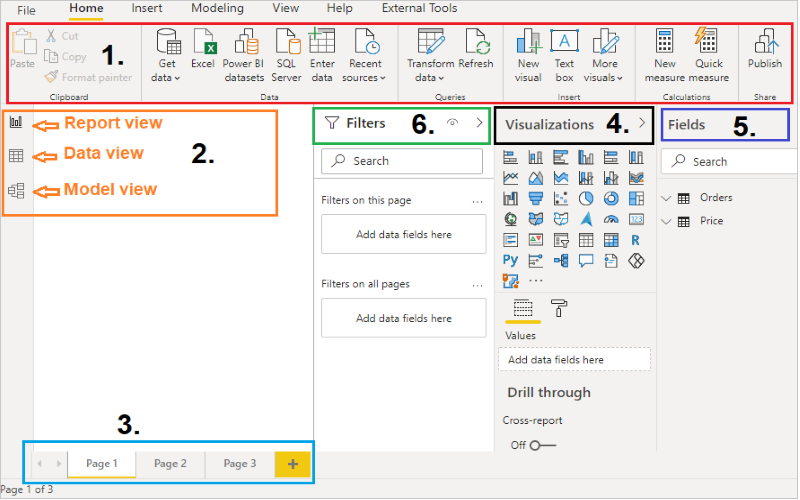 File Home Insert Modeling View Help External Tools
Paste Cut Copy Format painter
Clipboard
1.
Get data Excel Power BI datasets SQL Server Enter data Recent sources
Data
Transform data Refresh
Queries
New visual Text box More visuals
Insert
New measure Quick measure
Calculations
Publish
Share
Report view
Data view
Model view
2.
Filters 6.
Search
Filters on this page ...
Add data fields here
Filters on all pages ...
Add data fields here
Visualizations 4.
123
R
Py
...
Values
Add data fields here
Drill through
Cross-report
Off
Fields 5.
Search
Orders
Price
3.
Page 1 Page 2 Page 3 +
Page 1 of 3